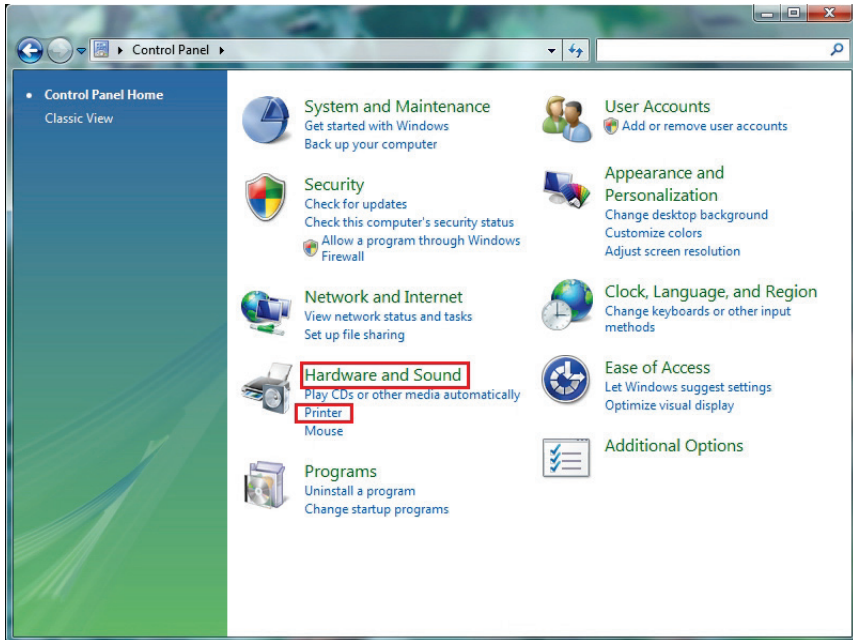 Control Panel
Control Panel Home
Classic View
System and Maintenance
Get started with Windows
Back up your computer
Security
Check for updates
Check this computer's security status
Allow a program through Windows
Firewall
Network and Internet
View network status and tasks
Set up file sharing
Hardware and Sound
Play CDs or other media automatically
Printer
Mouse
Programs
Uninstall a program
Change startup programs
User Accounts
Add or remove user accounts
Appearance and
Personalization
Change desktop background
Customize colors
Adjust screen resolution
Clock, Language, and Region
Change keyboards or other input
methods
Ease of Access
Let Windows suggest settings
Optimize visual display
Additional Options